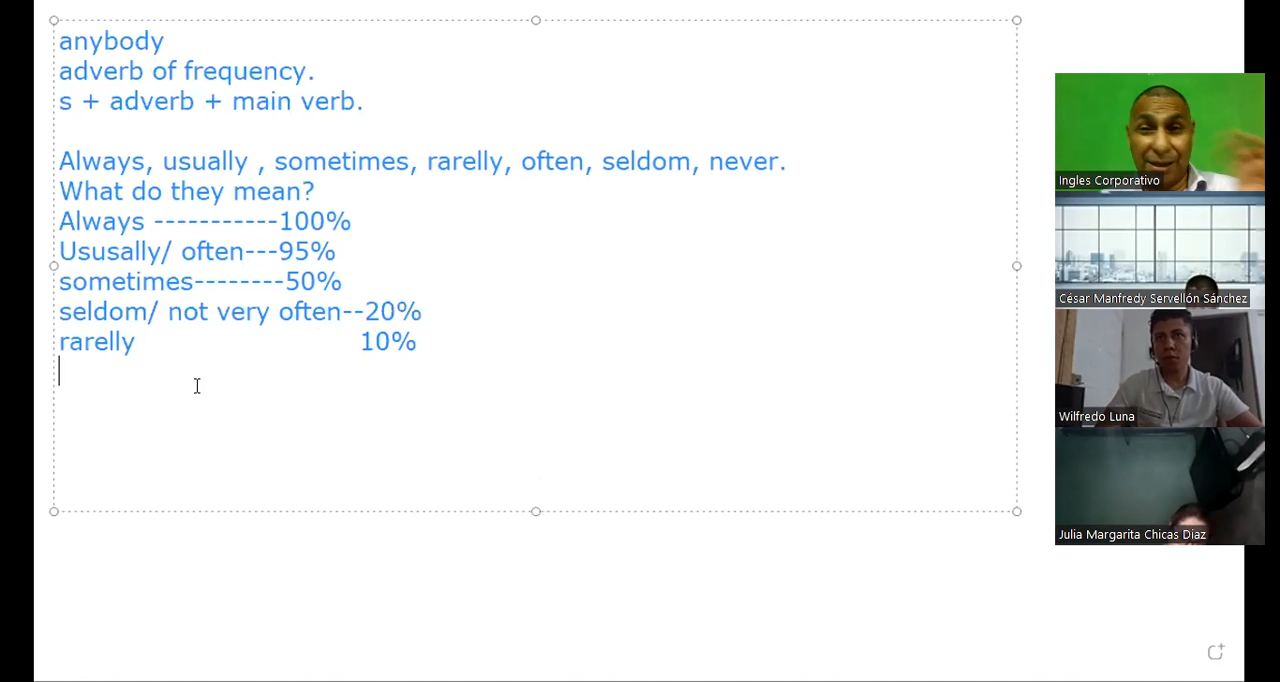 anybody
adverb of frequency.
s + adverb + main verb.
Always, usually , sometimes, rarelly, often, seldom, never.
What do they mean?
Always -----------100%
Ususally/ often---95%
sometimes--------50%
seldom/ not very often--20%
rarelly 10%
Ingles Corporativo
César Manfredy Servellón Sánchez
Wilfredo Luna
Julia Margarita Chicas Diaz